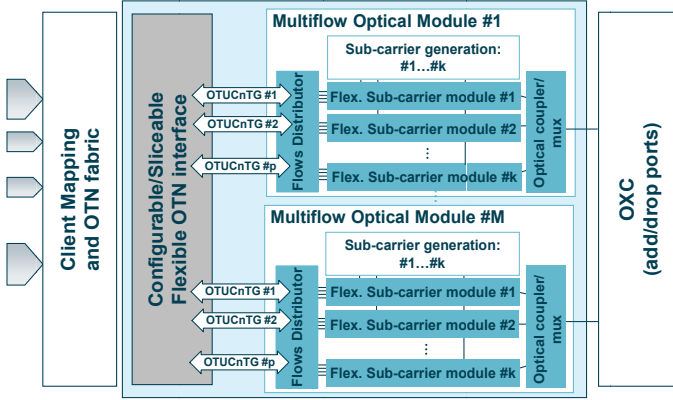 Client Mapping
and OTN fabric
Configurable/Sliceable
Flexible OTN interface
Multiflow Optical Module #1
Sub-carrier generation:
#1...#k
OTUCnTG #1
OTUCnTG #2
OTUCnTG #p
Flows Distributor
Flex. Sub-carrier module #1
Flex. Sub-carrier module #2
⋮
Flex. Sub-carrier module #k
Optical coupler/
mux
Multiflow Optical Module #M
Sub-carrier generation:
#1...#k
OTUCnTG #1
OTUCnTG #2
OTUCnTG #p
Flows Distributor
Flex. Sub-carrier module #1
Flex. Sub-carrier module #2
⋮
Flex. Sub-carrier module #k
Optical coupler/
mux
OXC
(add/drop ports)